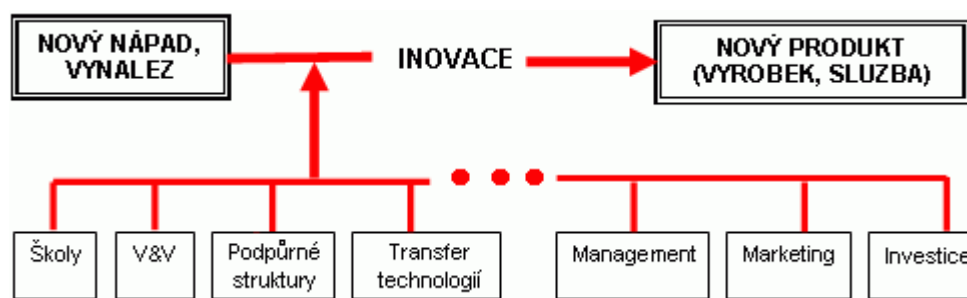 NOVÝ NÁPAD,
VYNALEZ
INOVACE
NOVÝ PRODUKT
(VYROBEK, SLUZBA)
Školy
V&V
Podpůrné
struktury
Transfer
technologií
Management
Marketing
Investice